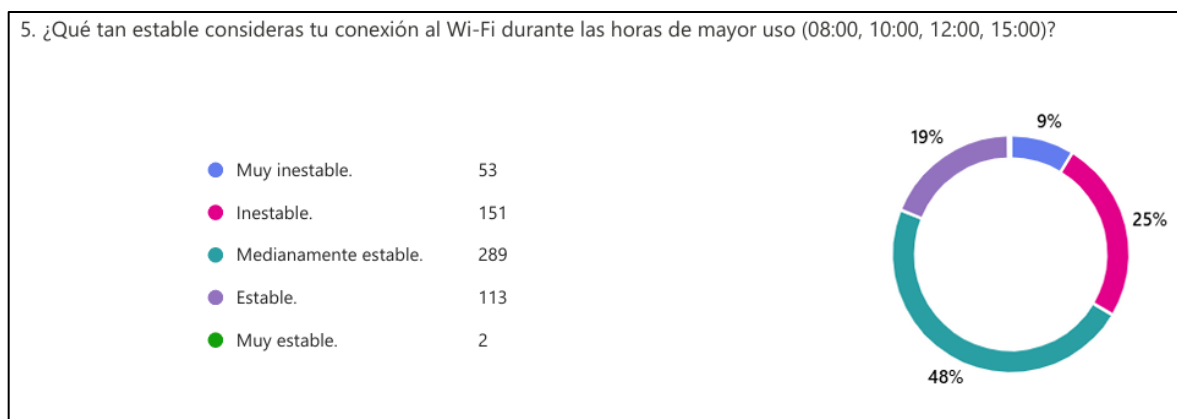 5. ¿Qué tan estable consideras tu conexión al Wi-Fi durante las horas de mayor uso (08:00, 10:00, 12:00, 15:00)?
Muy inestable. 53
Inestable. 151
Medianamente estable. 289
Estable. 113
Muy estable. 2
9%
19%
25%
48%